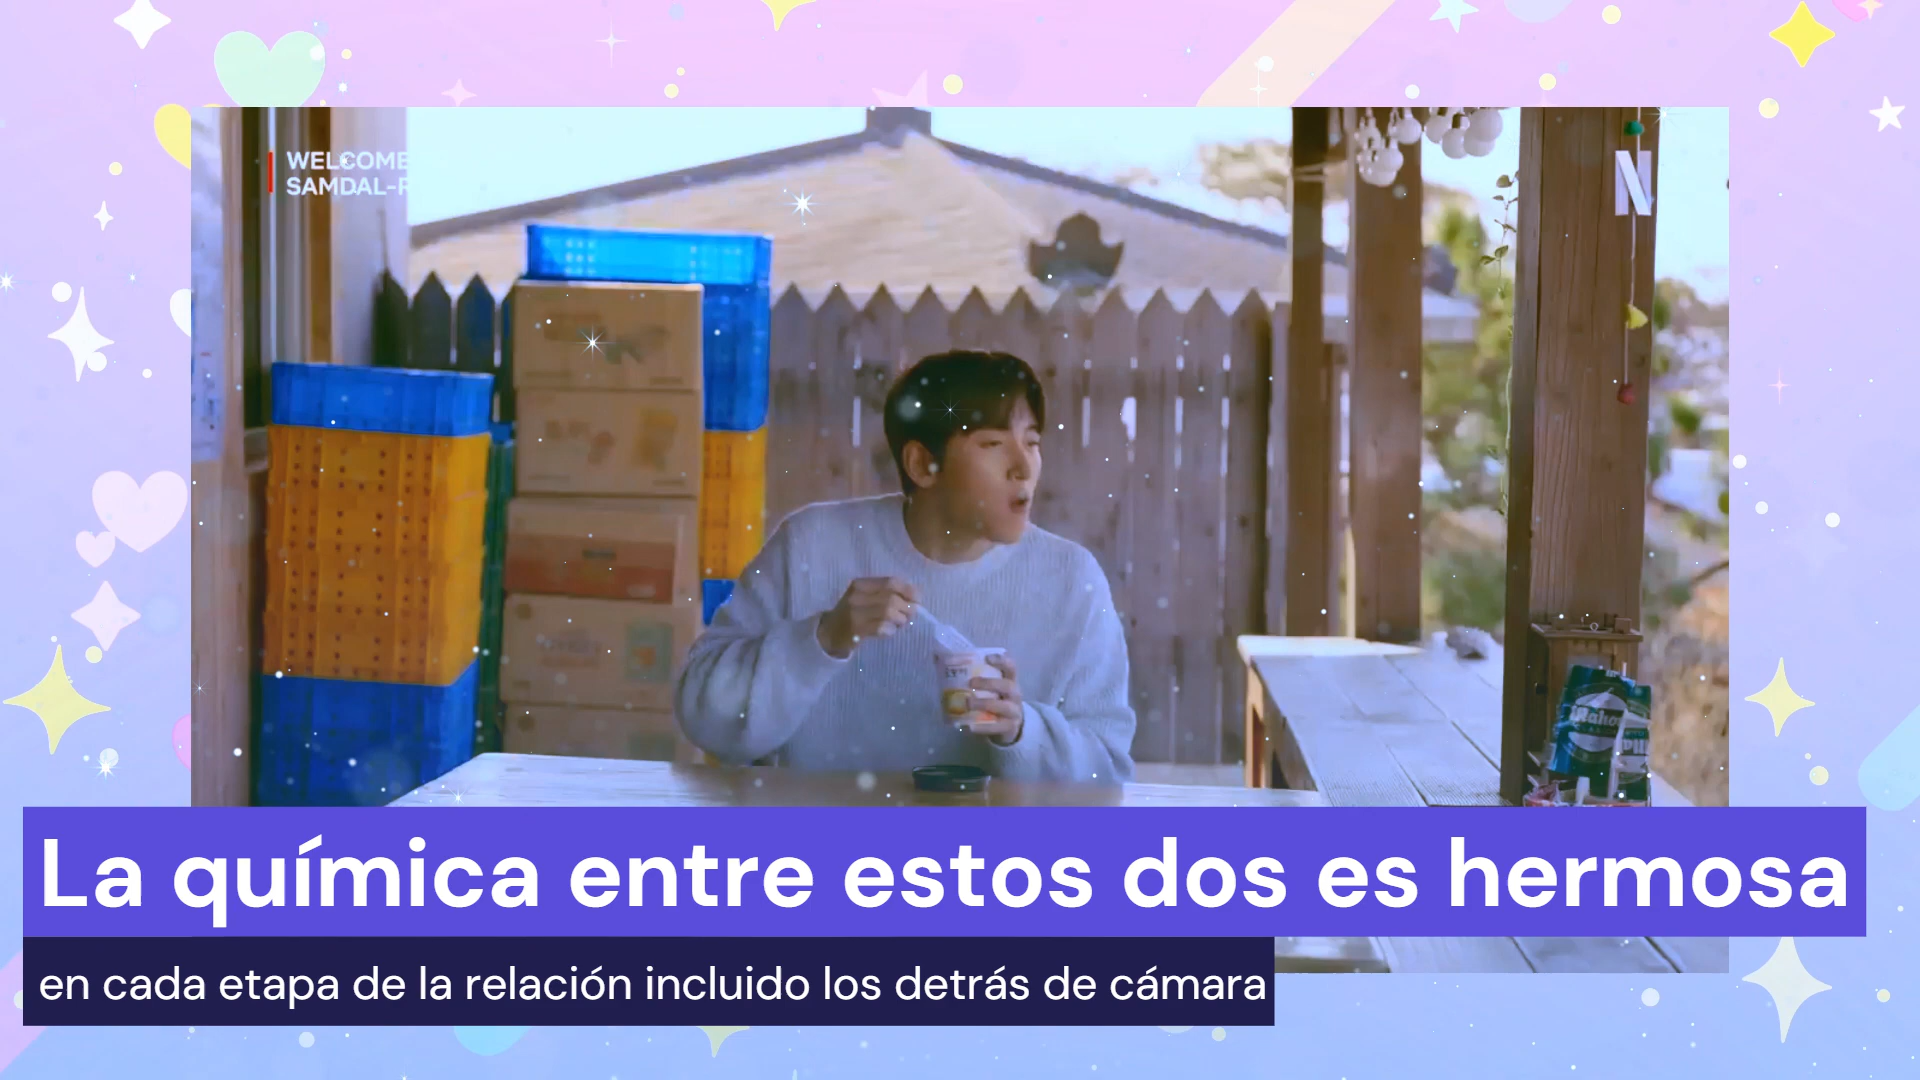 WELCOME
SAMDAL-R
N
La química entre estos dos es hermosa
en cada etapa de la relación incluido los detrás de cámara